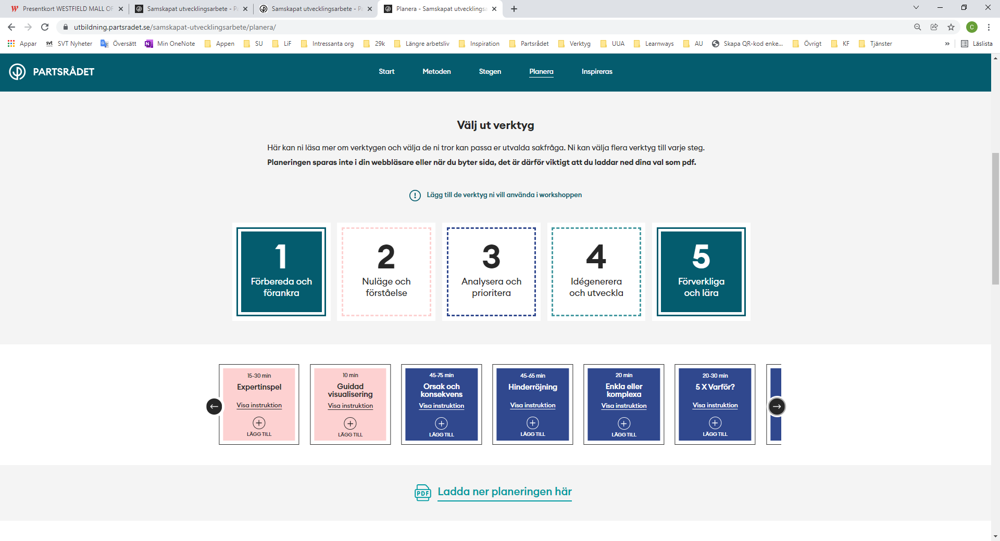 Presentkort WESTFIELD MALL OF
Samskapat utvecklingsarbete - Pa
Samskapat utvecklingsarbete - Pa
Planera - Samskapat utvecklingsa
utbildning.partsradet.se/samskapat-utvecklingsarbete/planera/
C
Appar
svt
SVT Nyheter
Översätt
Min OneNote
Appen
SU
LiF
Intressanta org
29k
Längre arbetsliv
Inspiration
Partsrådet
Verktyg
UUA
Learnways
AU
Skapa QR-kod enke...
Övrigt
KF
Tjänster
»
Läslista
PARTSRÅDET
Start
Metoden
Stegen
Planera
Inspireras
Välj ut verktyg
Här kan ni läsa mer om verktygen och välja de ni tror kan passa er utvalda sakfråga. Ni kan välja flera verktyg till varje steg.
Planeringen sparas inte i din webbläsare eller när du byter sida, det är därför viktigt att du laddar ned dina val som pdf.
Lägg till de verktyg ni vill använda i workshoppen
1
Förbereda och
förankra
2
Nuläge och
förståelse
3
Analysera och
prioritera
4
Idégenerera
och utveckla
5
Förverkliga
och lära
15-30 min
Expertinspel
Visa instruktion
LÄGG TILL
10 min
Guidad
visualisering
Visa instruktion
LÄGG TILL
45-75 min
Orsak och
konsekvens
Visa instruktion
LÄGG TILL
45-65 min
Hinderröjning
Visa instruktion
LÄGG TILL
20 min
Enkla eller
komplexa
Visa instruktion
LÄGG TILL
20-30 min
5 X Varför?
Visa instruktion
LÄGG TILL
PDF
Ladda ner planeringen här